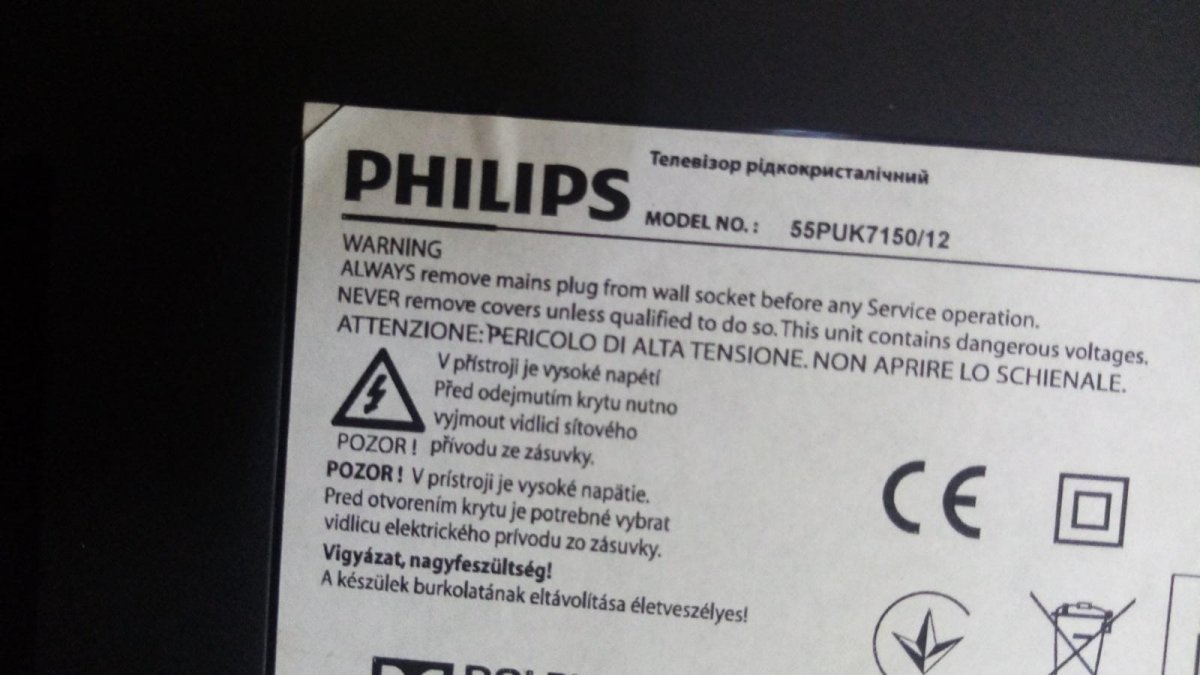 PHILIPS
Телевізор рідкокристалічний
MODEL NO. : 55PUK7150/12
WARNING
ALWAYS remove mains plug from wall socket before any Service operation.
NEVER remove covers unless qualified to do so. This unit contains dangerous voltages.
ATTENZIONE: PERICOLO DI ALTA TENSIONE. NON APRIRE LO SCHIENALE.
V přístroji je vysoké napětí
Před odejmutím krytu nutno
vyjmout vidlici sítového
přívodu ze zásuvky.
POZOR !
POZOR ! V prístroji je vysoké napätie.
Pred otvorením krytu je potrebné vybrat
vidlicu elektrického prívodu zo zásuvky.
Vigyázat, nagyfeszültség!
A készülek burkolatának eltávolítása életveszélyes!
CE